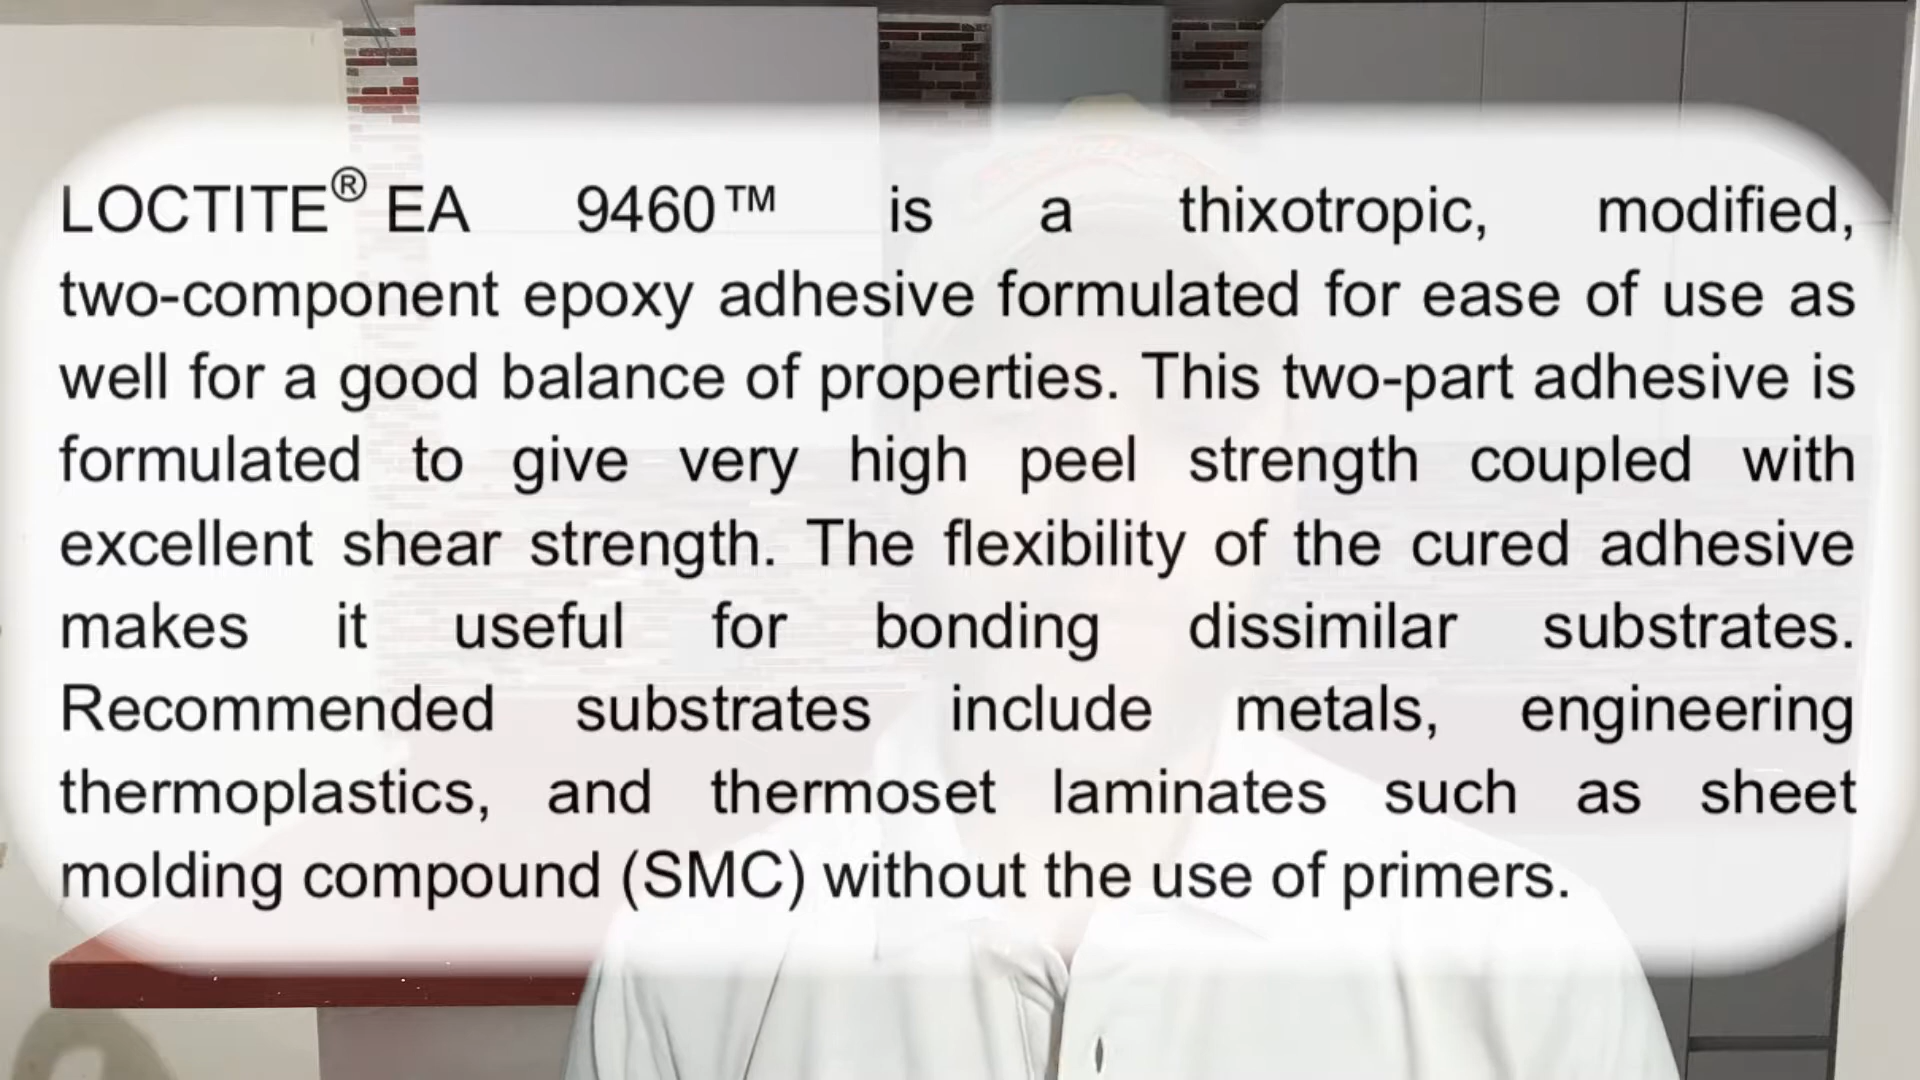 LOCTITE® EA 9460™ is a thixotropic, modified,
two-component epoxy adhesive formulated for ease of use as
well for a good balance of properties. This two-part adhesive is
formulated to give very high peel strength coupled with
excellent shear strength. The flexibility of the cured adhesive
makes it useful for bonding dissimilar substrates.
Recommended substrates include metals, engineering
thermoplastics, and thermoset laminates such as sheet
molding compound (SMC) without the use of primers.